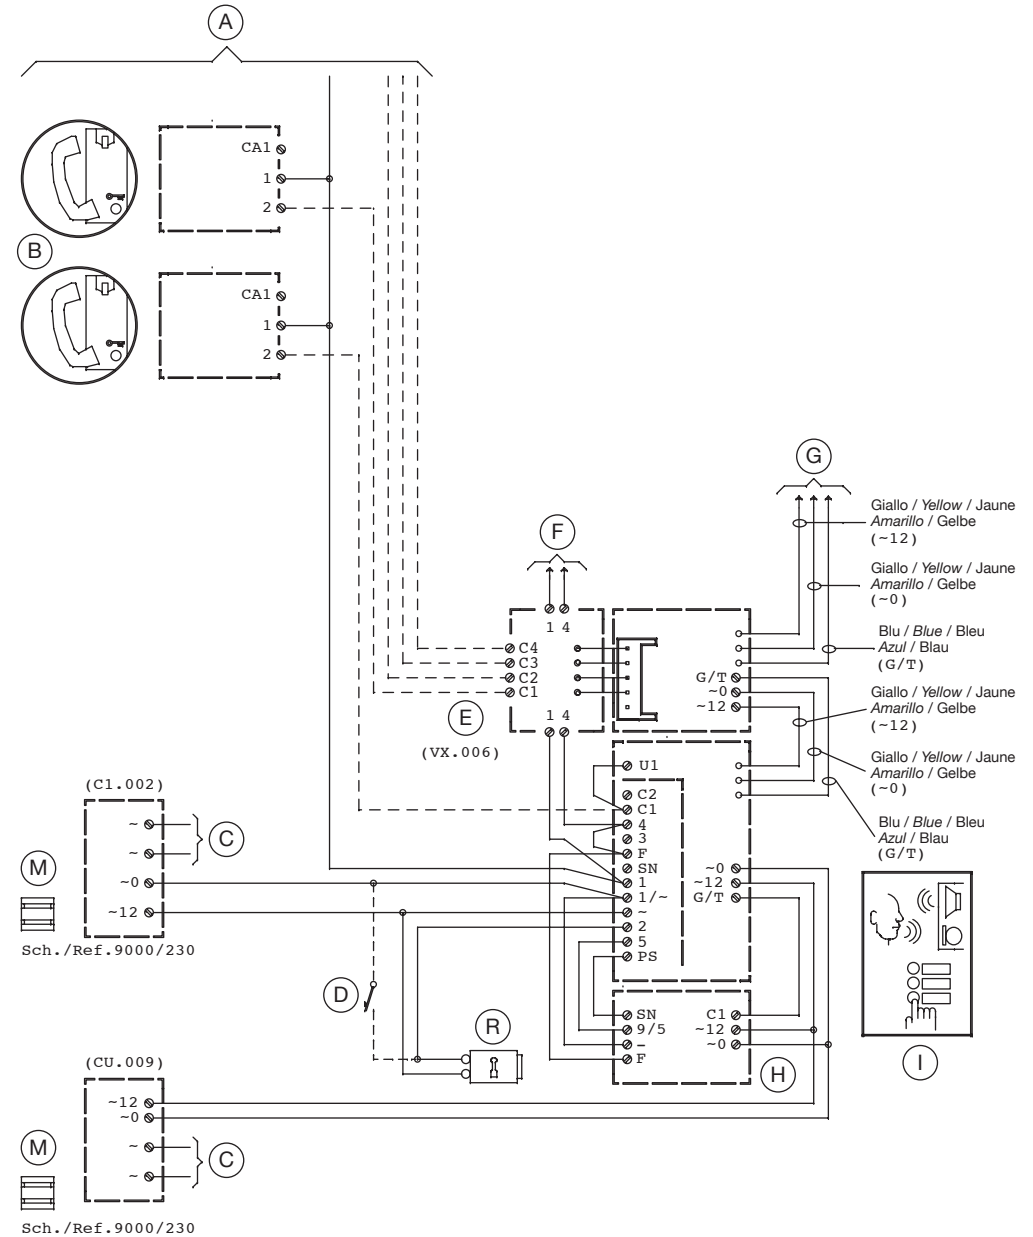 A
CA1
1
2
B
CA1
1
2
G
Giallo / Yellow / Jaune
Amarillo / Gelbe
(~12)
F
Giallo / Yellow / Jaune
Amarillo / Gelbe
(~0)
1 4
Blu / Blue / Bleu
Azul / Blau
(G/T)
C4
C3
C2
C1
G/T
~0
~12
E
1 4
(VX.006)
Giallo / Yellow / Jaune
Amarillo / Gelbe
(~12)
Giallo / Yellow / Jaune
Amarillo / Gelbe
(~0)
Blu / Blue / Bleu
Azul / Blau
(G/T)
U1
C2
C1
4
3
F
SN
1
1/~
~
2
5
PS
~0
~12
G/T
(C1.002)
~
~
C
M
~0
~12
Sch./Ref.9000/230
D
R
SN
9/5
–
F
C1
~12
~0
H
I
(CU.009)
~12
~0
M
~
~
C
Sch./Ref.9000/230